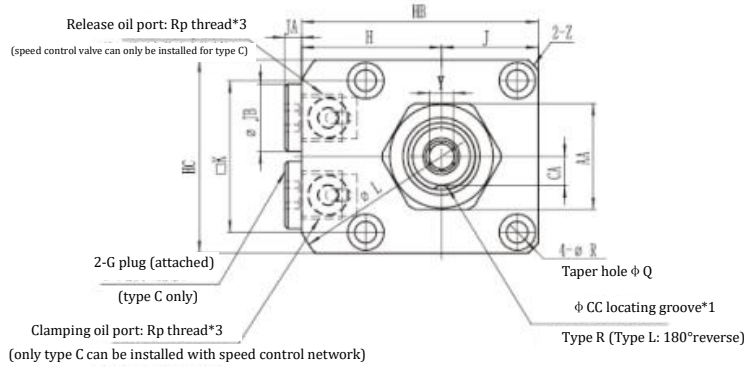 HB
Release oil port: Rp thread*3
JA
H
J
2-Z
(speed control valve can only be installed for type C)
Y
ø JB
HC
□K
AA
CA
ø L
2-G plug (attached)
4-ø R
Taper hole ϕ Q
(type C only)
ϕ CC locating groove*1
Clamping oil port: Rp thread*3
Type R (Type L: 180°reverse)
(only type C can be installed with speed control network)